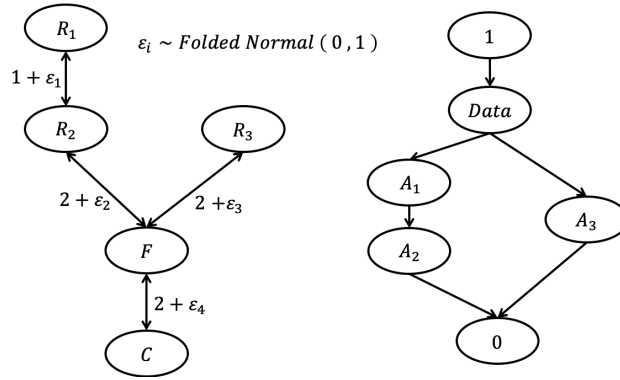 R₁
εᵢ ~ Folded Normal ( 0 , 1 )
1
1 + ε₁
Data
R₂
R₃
A₁
2 + ε₂
2 +ε₃
A₃
F
A₂
2 + ε₄
0
C